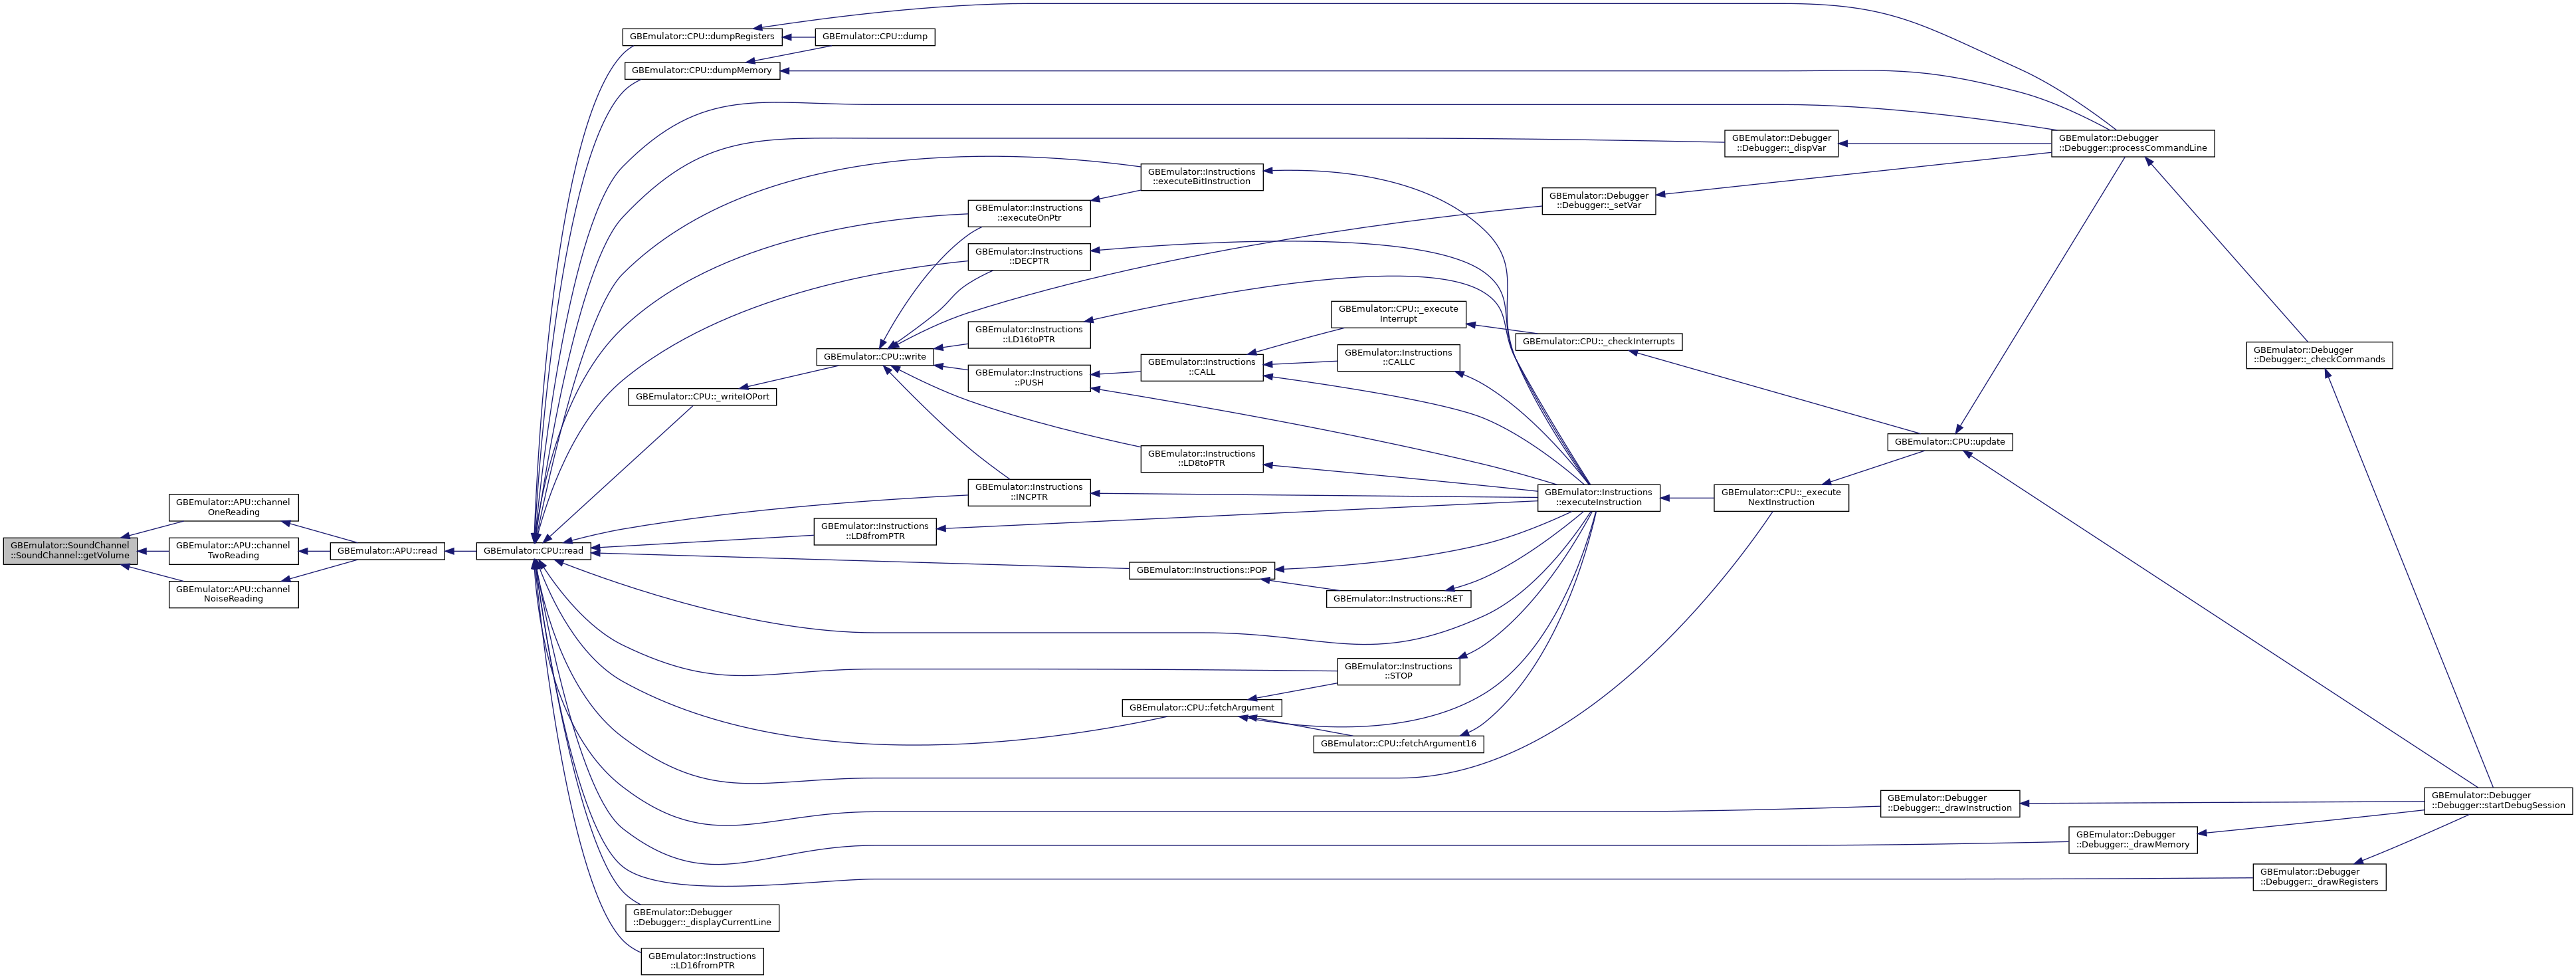 GBEmulator::SoundChannel
::SoundChannel::getVolume
GBEmulator::APU::channel
OneReading
GBEmulator::APU::channel
TwoReading
GBEmulator::APU::channel
NoiseReading
GBEmulator::APU::read
GBEmulator::CPU::read
GBEmulator::CPU::dumpRegisters
GBEmulator::CPU::dump
GBEmulator::CPU::dumpMemory
GBEmulator::Debugger
::Debugger::_dispVar
GBEmulator::Debugger
::Debugger::processCommandLine
GBEmulator::Instructions
::executeBitInstruction
GBEmulator::Debugger
::Debugger::_setVar
GBEmulator::Instructions
::executeOnPtr
GBEmulator::Instructions
::DECPTR
GBEmulator::CPU::_execute
Interrupt
GBEmulator::Instructions
::LD16toPTR
GBEmulator::CPU::_checkInterrupts
GBEmulator::CPU::write
GBEmulator::Instructions
::CALLC
GBEmulator::Debugger
::Debugger::_checkCommands
GBEmulator::Instructions
::CALL
GBEmulator::Instructions
::PUSH
GBEmulator::CPU::_writeIOPort
GBEmulator::CPU::update
GBEmulator::Instructions
::LD8toPTR
GBEmulator::Instructions
::INCPTR
GBEmulator::Instructions
::executeInstruction
GBEmulator::CPU::_execute
NextInstruction
GBEmulator::Instructions
::LD8fromPTR
GBEmulator::Instructions::POP
GBEmulator::Instructions::RET
GBEmulator::Instructions
::STOP
GBEmulator::CPU::fetchArgument
GBEmulator::CPU::fetchArgument16
GBEmulator::Debugger
::Debugger::_drawInstruction
GBEmulator::Debugger
::Debugger::startDebugSession
GBEmulator::Debugger
::Debugger::_drawMemory
GBEmulator::Debugger
::Debugger::_drawRegisters
GBEmulator::Debugger
::Debugger::_displayCurrentLine
GBEmulator::Instructions
::LD16fromPTR